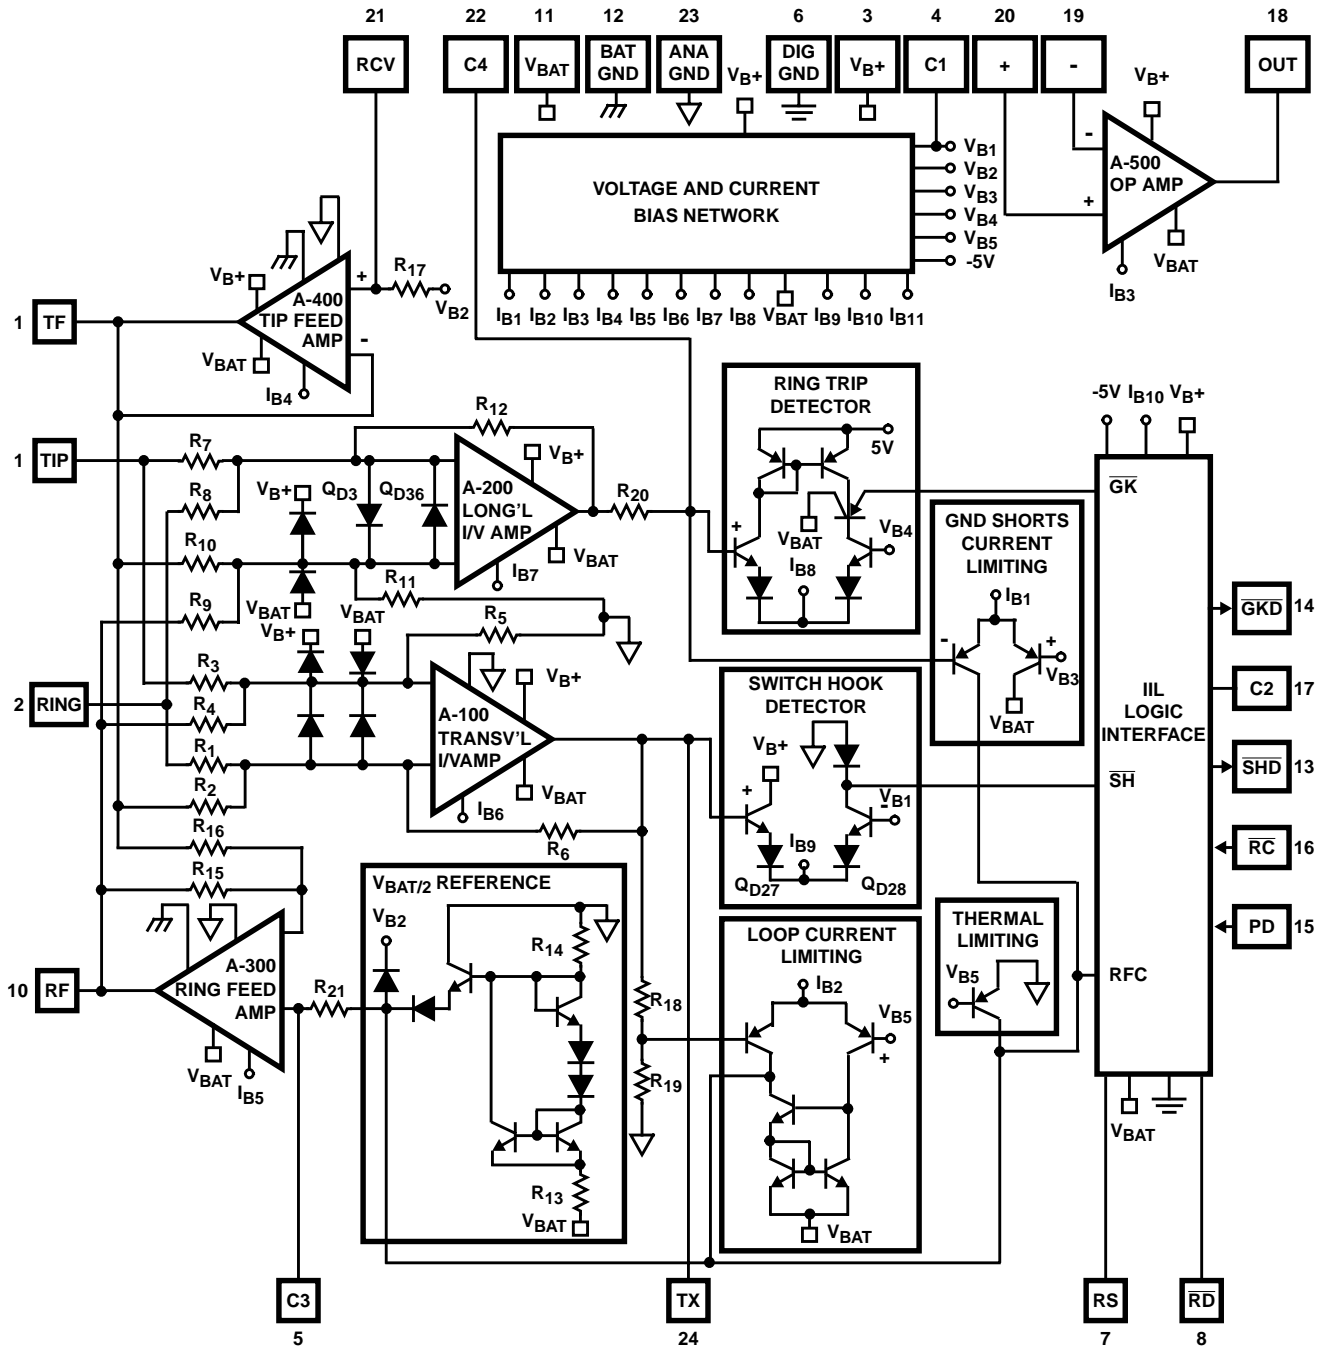 21 22 11 12 23 6 3 4 20 19 18
RCV
C4
VBAT
BAT GND
ANA GND
DIG GND
VB+
C1
+
-
OUT
VB+
VB+
VOLTAGE AND CURRENT
BIAS NETWORK
VB1
VB2
VB3
VB4
VB5
-5V
IB1 IB2 IB3 IB4 IB5 IB6 IB7 IB8 VBAT IB9 IB10 IB11
-
+
A-500
OP AMP
VBAT
IB3
1 TF
VB+
A-400
TIP FEED
AMP
+
-
R17
VB2
VBAT
IB4
1 TIP
R7
R8
R10
R9
R12
VB+
QD3
QD36
A-200
LONG'L
I/V AMP
VB+
VBAT
IB7
R20
VBAT
R11
VB+
VBAT
R5
2 RING
R3
R4
R1
R2
R16
R15
A-100
TRANSV'L
I/VAMP
VB+
VBAT
IB6
R6
RING TRIP
DETECTOR
5V
+
VBAT
VB4
IB8
GND SHORTS
CURRENT
LIMITING
IB1
-
+
VB3
VBAT
SWITCH HOOK
DETECTOR
VB+
+
VB1
-
IB9
QD27
QD28
-5V IB10 VB+
G̅K̅
IIL
LOGIC
INTERFACE
S̅H̅
RFC
VBAT
G̅K̅D̅ 14
C2 17
S̅H̅D̅ 13
R̅C̅ 16
PD 15
10 RF
A-300
RING FEED
AMP
VBAT
IB5
R21
VBAT/2 REFERENCE
VB2
R14
R13
VBAT
R18
R19
LOOP CURRENT
LIMITING
IB2
VB5
+
VBAT
THERMAL
LIMITING
VB5
C3
5
TX
24
RS
7
R̅D̅
8